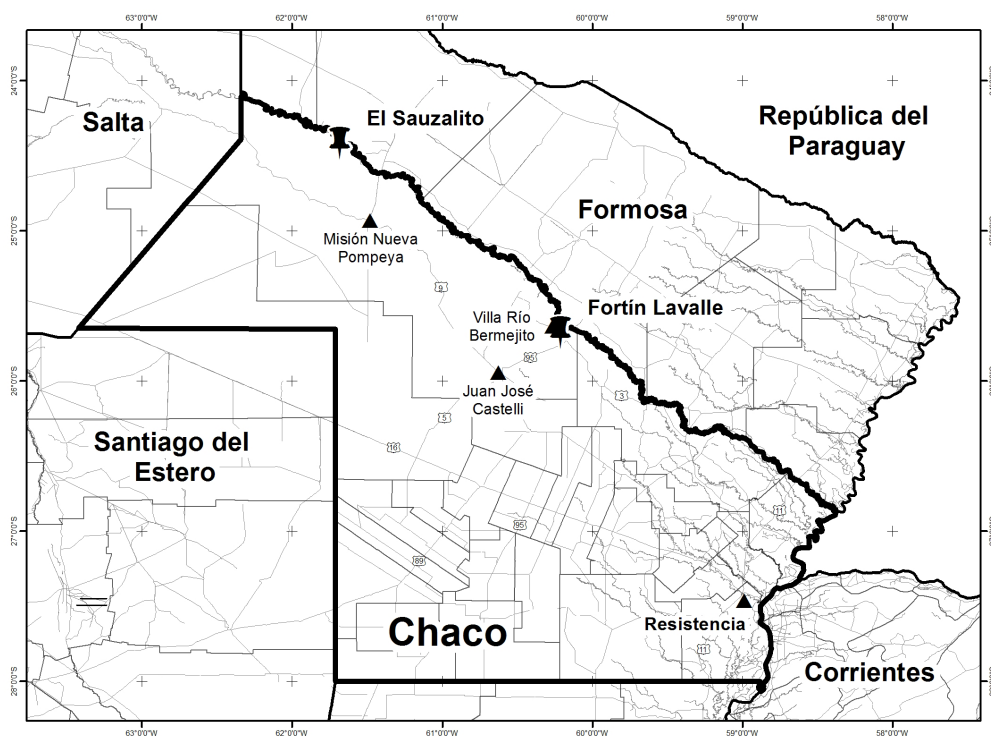 63°0'0"W 62°0'0"W 61°0'0"W 60°0'0"W 59°0'0"W 58°0'0"W
24°0'0"S
Salta
El Sauzalito
República del
Paraguay
Formosa
25°0'0"S
Misión Nueva
Pompeya
9
Fortín Lavalle
Villa Río
Bermejito
95
26°0'0"S
Juan José
Castelli
3
5
16
Santiago del
Estero
11
95
27°0'0"S
89
Resistencia
Chaco
11
Corrientes
28°0'0"S
63°0'0"W 62°0'0"W 61°0'0"W 60°0'0"W 59°0'0"W 58°0'0"W